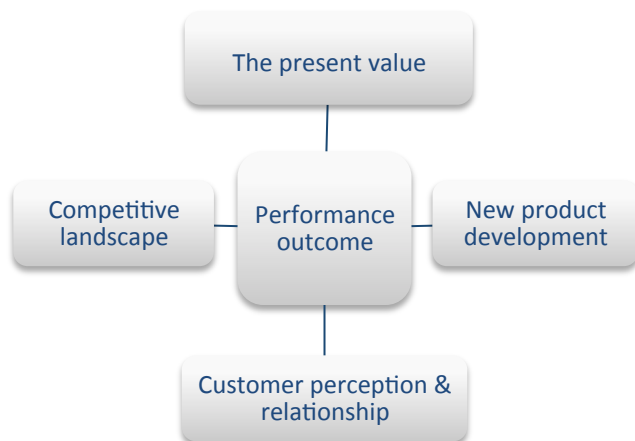 The present value
Competitive
landscape
Performance
outcome
New product
development
Customer perception &
relationship